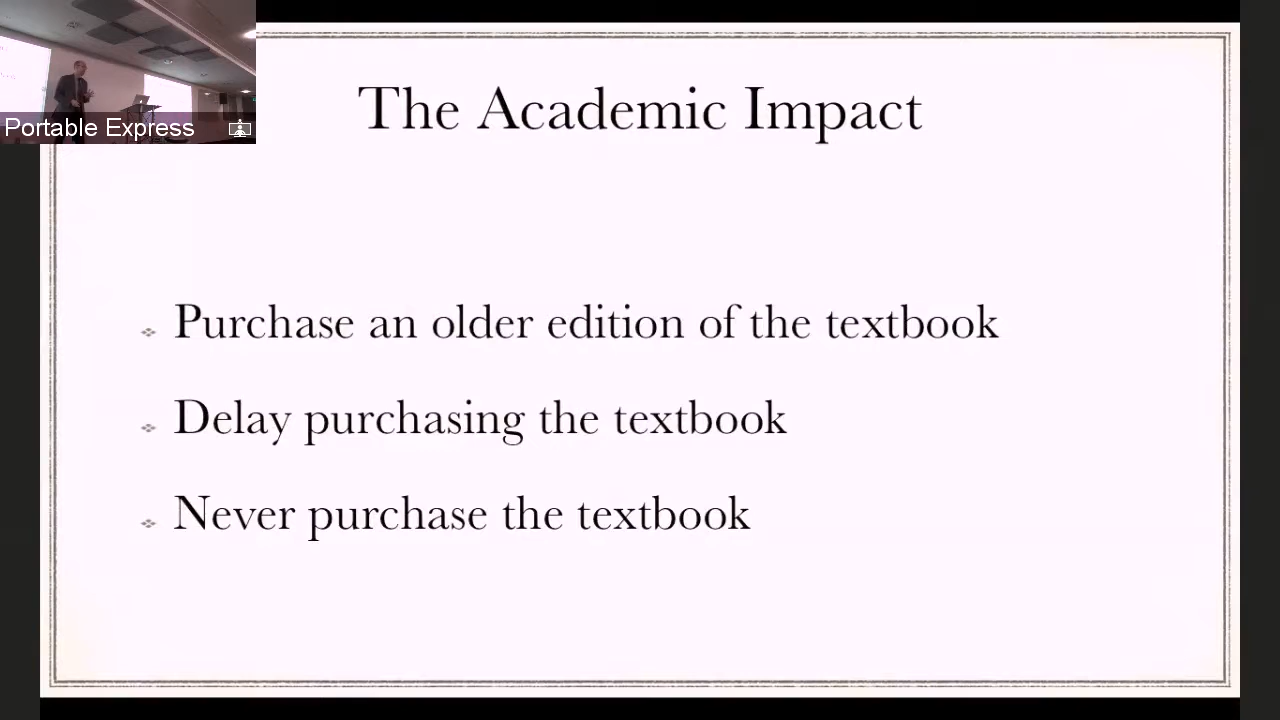 Portable Express
The Academic Impact
Purchase an older edition of the textbook
Delay purchasing the textbook
Never purchase the textbook